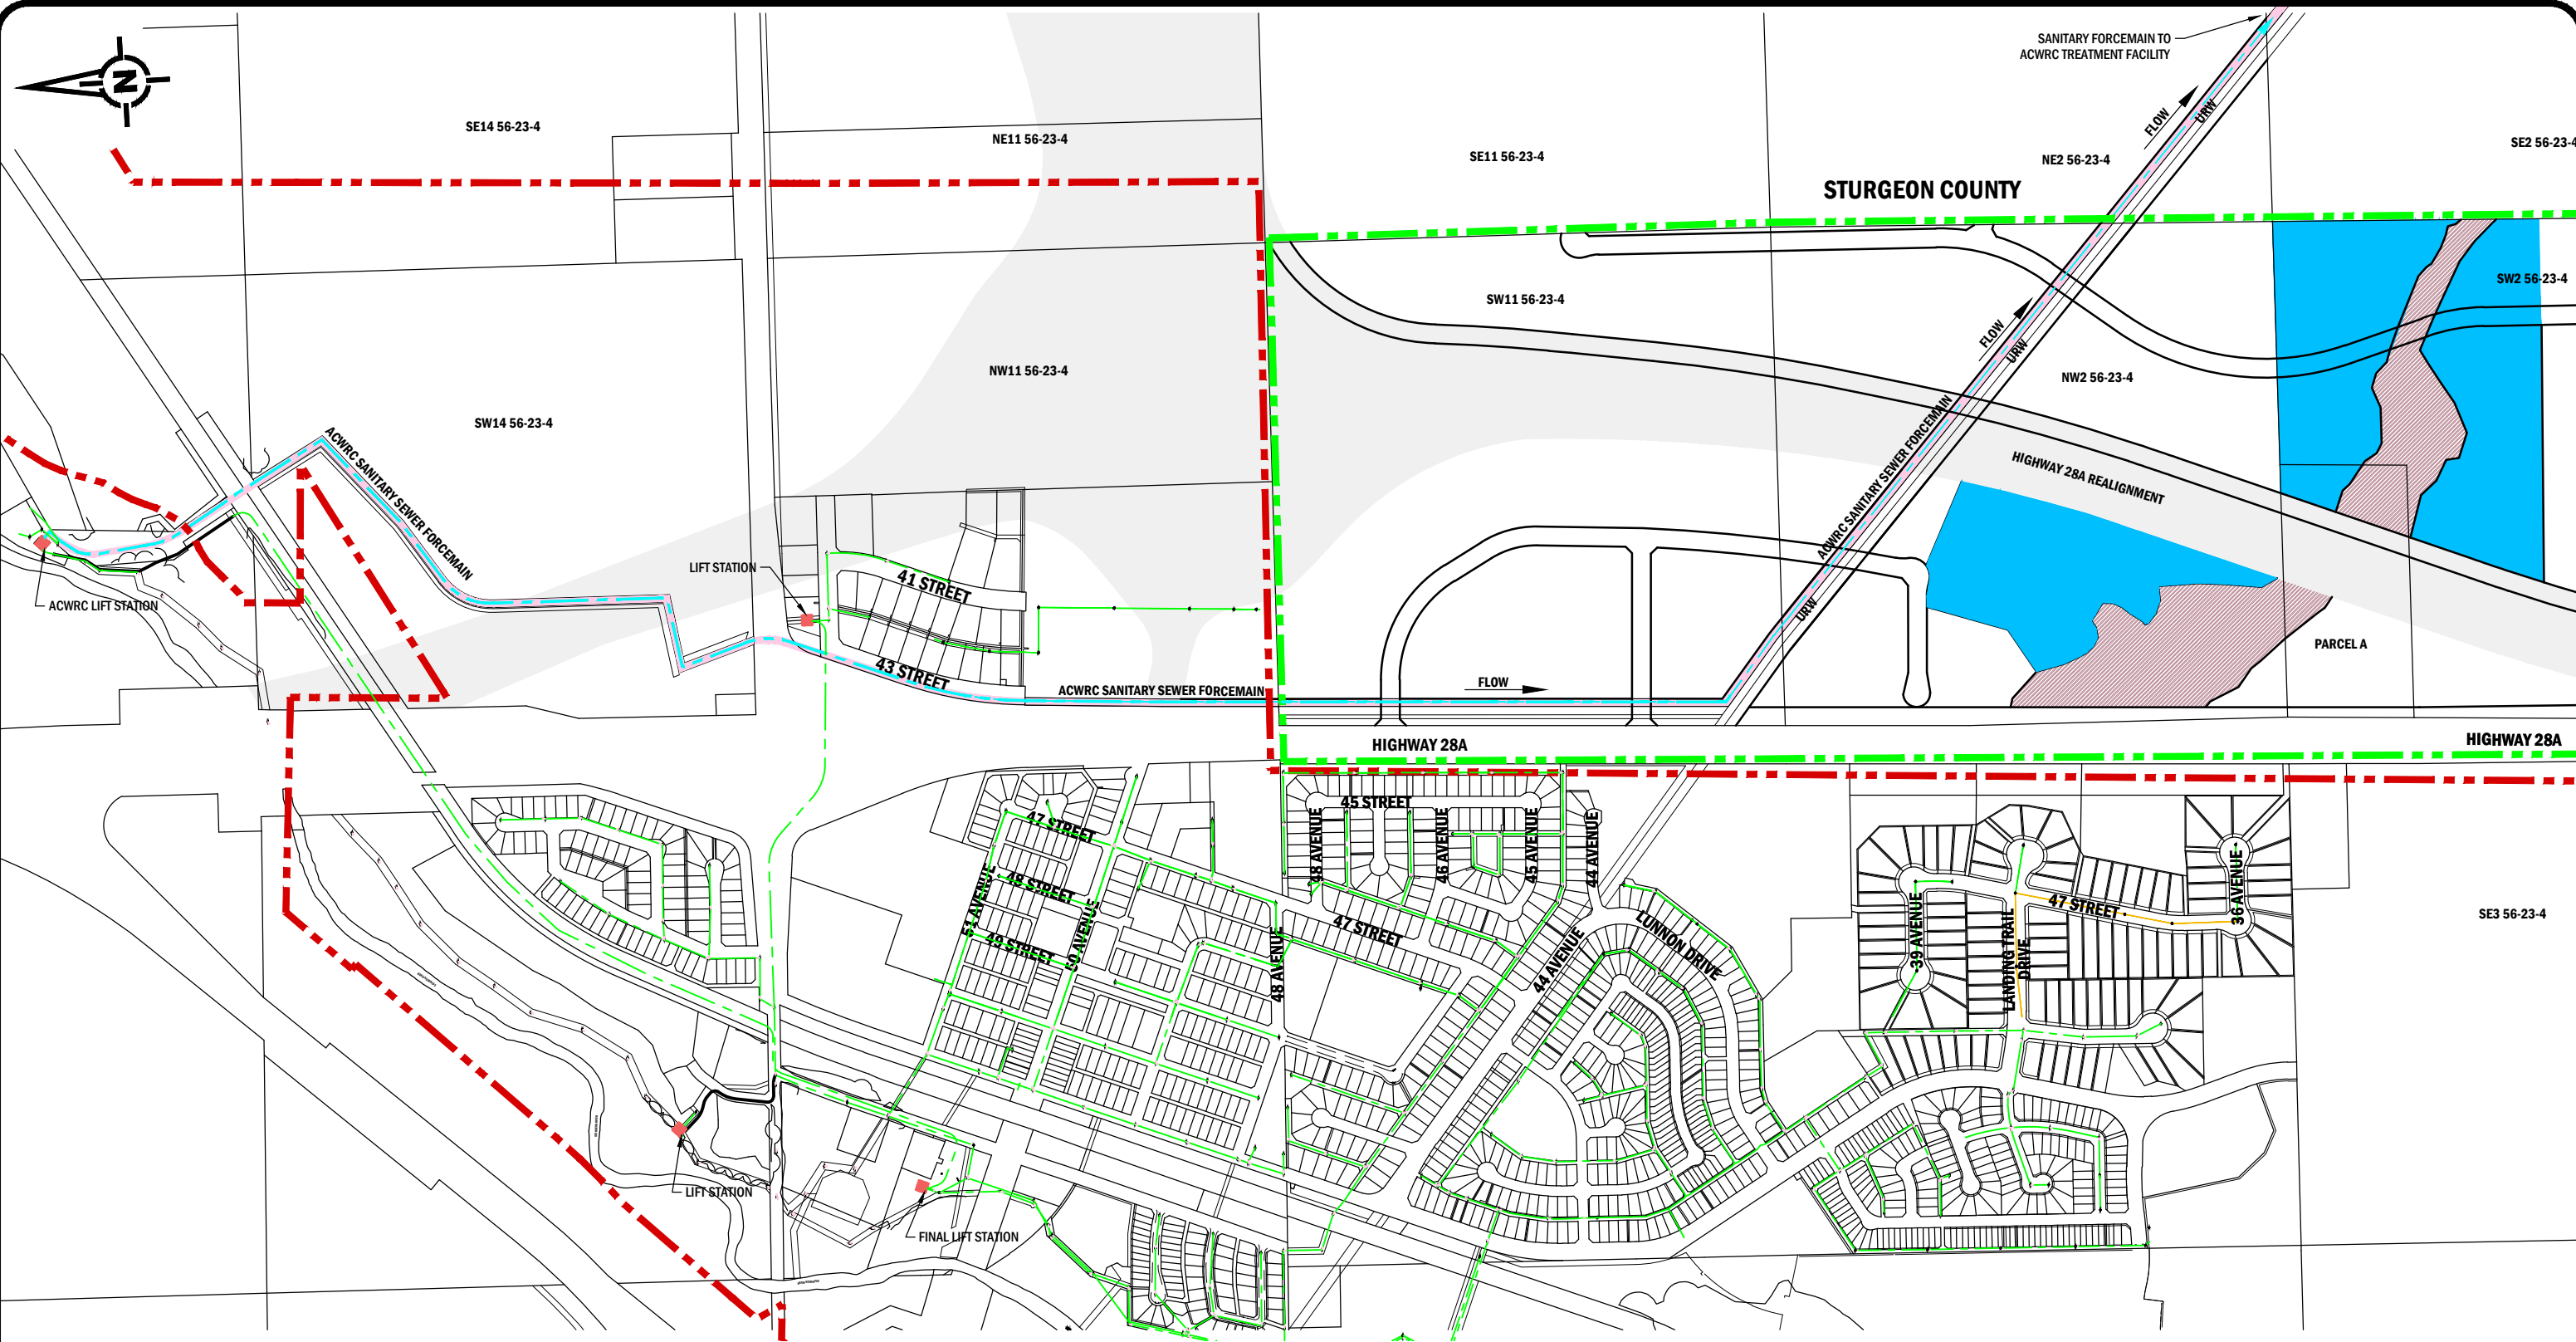 SANITARY FORCEMAIN TO
ACWRC TREATMENT FACILITY
N
SE14 56-23-4
NE11 56-23-4
SE11 56-23-4
NE2 56-23-4
SE2 56-23-4
FLOW
URW
STURGEON COUNTY
SW11 56-23-4
SW2 56-23-4
FLOW
URW
NW11 56-23-4
NW2 56-23-4
SW14 56-23-4
ACWRC SANITARY SEWER FORCEMAIN
ACWRC SANITARY SEWER FORCEMAIN
HIGHWAY 28A REALIGNMENT
LIFT STATION
41 STREET
ACWRC LIFT STATION
URW
PARCEL A
43 STREET
ACWRC SANITARY SEWER FORCEMAIN
FLOW
HIGHWAY 28A
HIGHWAY 28A
45 STREET
47 STREET
48 AVENUE
46 AVENUE
45 AVENUE
44 AVENUE
51 AVENUE
48 STREET
50 AVENUE
49 STREET
48 AVENUE
47 STREET
44 AVENUE
LUNNON DRIVE
39 AVENUE
LANDING TRAIL
DRIVE
47 STREET
36 AVENUE
SE3 56-23-4
LIFT STATION
FINAL LIFT STATION